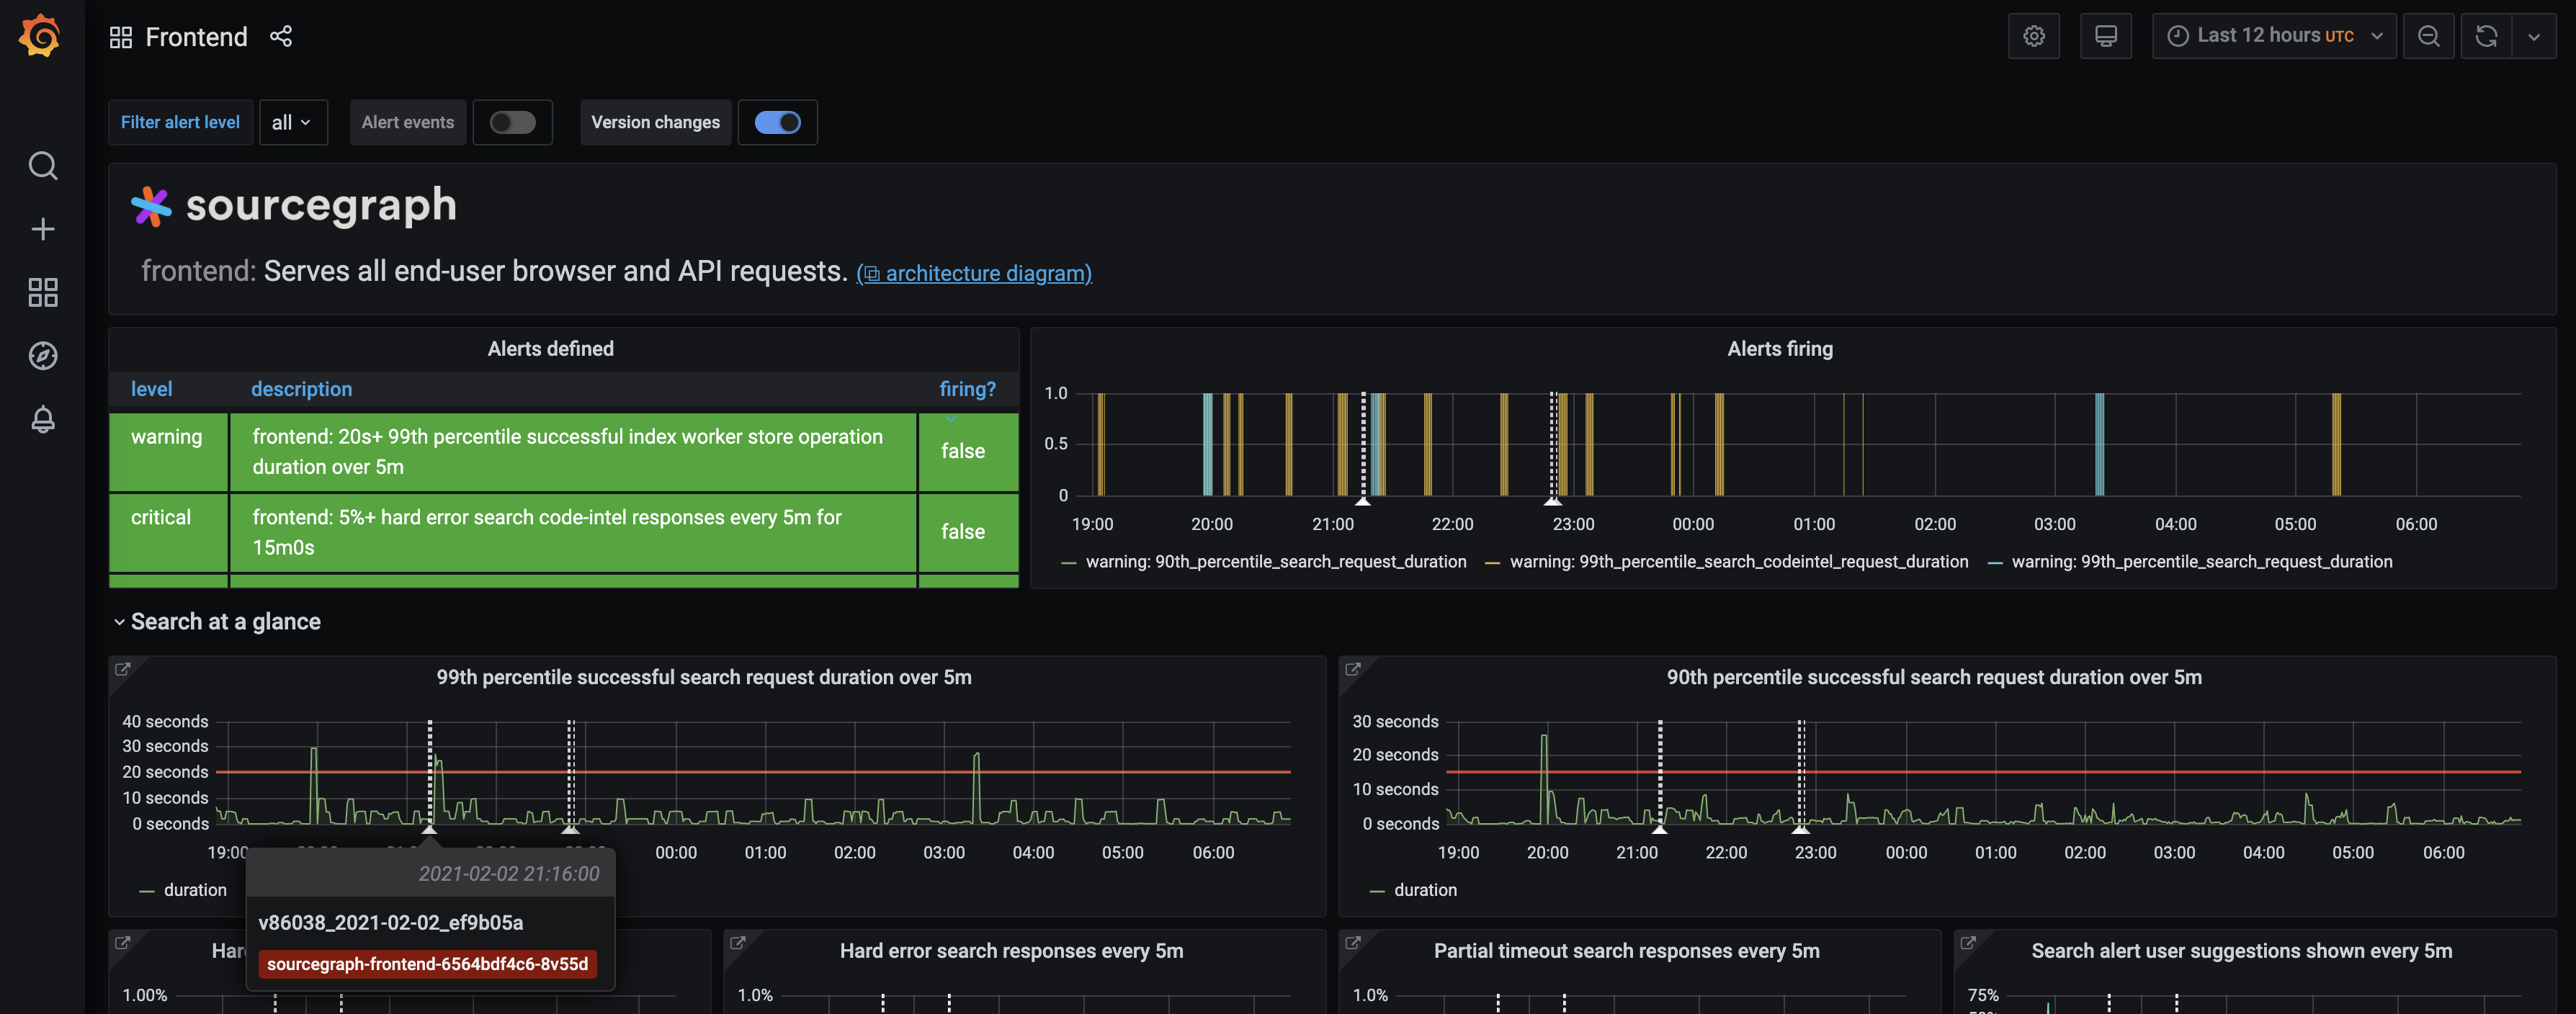 Frontend
Last 12 hours UTC
Filter alert level
all
Alert events
Version changes
sourcegraph
frontend: Serves all end-user browser and API requests. (architecture diagram)
Alerts defined
level description firing?
warning
frontend: 20s+ 99th percentile successful index worker store operation
duration over 5m
false
critical
frontend: 5%+ hard error search code-intel responses every 5m for
15m0s
false
Alerts firing
1.0
0.5
0
19:00 20:00 21:00 22:00 23:00 00:00 01:00 02:00 03:00 04:00 05:00 06:00
warning: 90th_percentile_search_request_duration warning: 99th_percentile_search_codeintel_request_duration warning: 99th_percentile_search_request_duration
Search at a glance
99th percentile successful search request duration over 5m
40 seconds
30 seconds
20 seconds
10 seconds
0 seconds
19:00 00:00 01:00 02:00 03:00 04:00 05:00 06:00
duration
2021-02-02 21:16:00
v86038_2021-02-02_ef9b05a
sourcegraph-frontend-6564bdf4c6-8v55d
90th percentile successful search request duration over 5m
30 seconds
20 seconds
10 seconds
0 seconds
19:00 20:00 21:00 22:00 23:00 00:00 01:00 02:00 03:00 04:00 05:00 06:00
duration
1.00%
Hard error search responses every 5m
1.0%
Partial timeout search responses every 5m
1.0%
Search alert user suggestions shown every 5m
75%